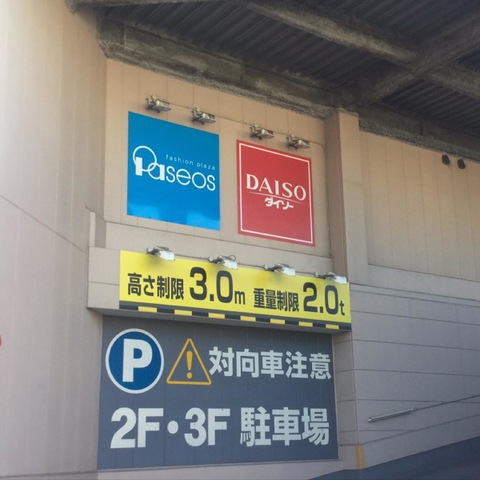 fashion plaza
Paseos
DAISO
ダイソー
高さ制限 3.0m 重量制限 2.0t
P 対向車注意
2F・3F 駐車場